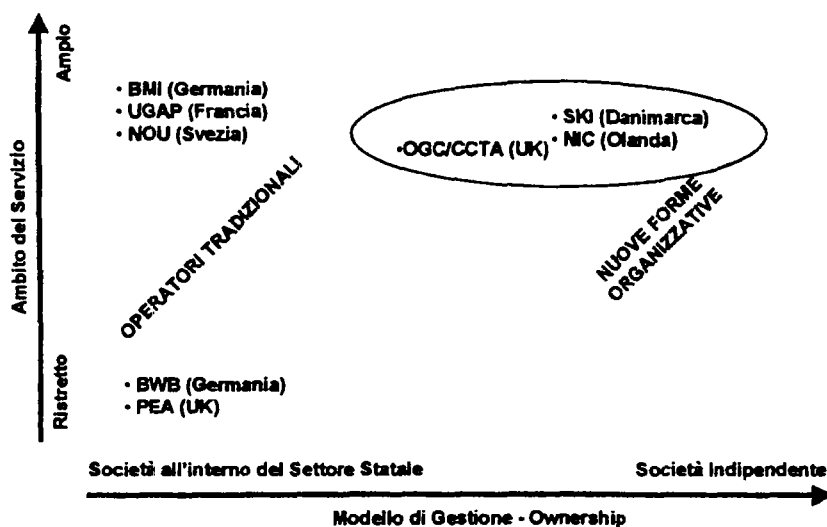 Ampio
• BMI (Germania)
• UGAP (Francia)
• NOU (Svezia)
• SKI (Danimarca)
• NIC (Olanda)
•OGC/CCTA (UK)
Ambito del Servizio
OPERATORI TRADIZIONALI
NUOVE FORME
ORGANIZZATIVE
Ristretto
• BWB (Germania)
• PEA (UK)
Società all'interno del Settore Statale
Società Indipendente
Modello di Gestione - Ownership